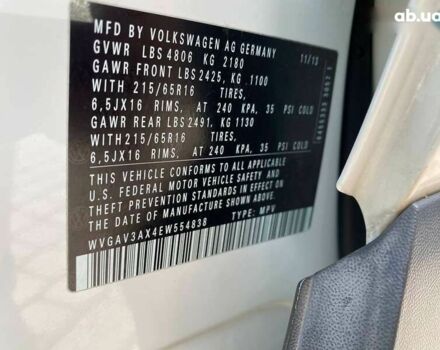 ab.ua
MFD BY VOLKSWAGEN AG GERMANY
11/13
GVWR LBS 4806 KG 2180
GAWR FRONT LBS 2425, KG .1100
WITH 215/65R16 TIRES,
6,5JX16 RIMS, AT 240 KPA, 35 PSI COLD
GAWR REAR LBS 2491, KG 1130
WITH 215/65R16 TIRES,
6,5JX16 RIMS, AT 240 KPA, 35 PSI COLD
THIS VEHICLE CONFORMS TO ALL APPLICABLE
U.S. FEDERAL MOTOR VEHICLE SAFETY AND
THEFT PREVENTION STANDARDS IN EFFECT ON
THE DATE OF MANUFACTURE SHOWN ABOVE
WVGAV3AX4EW554838 TYPE: MPV